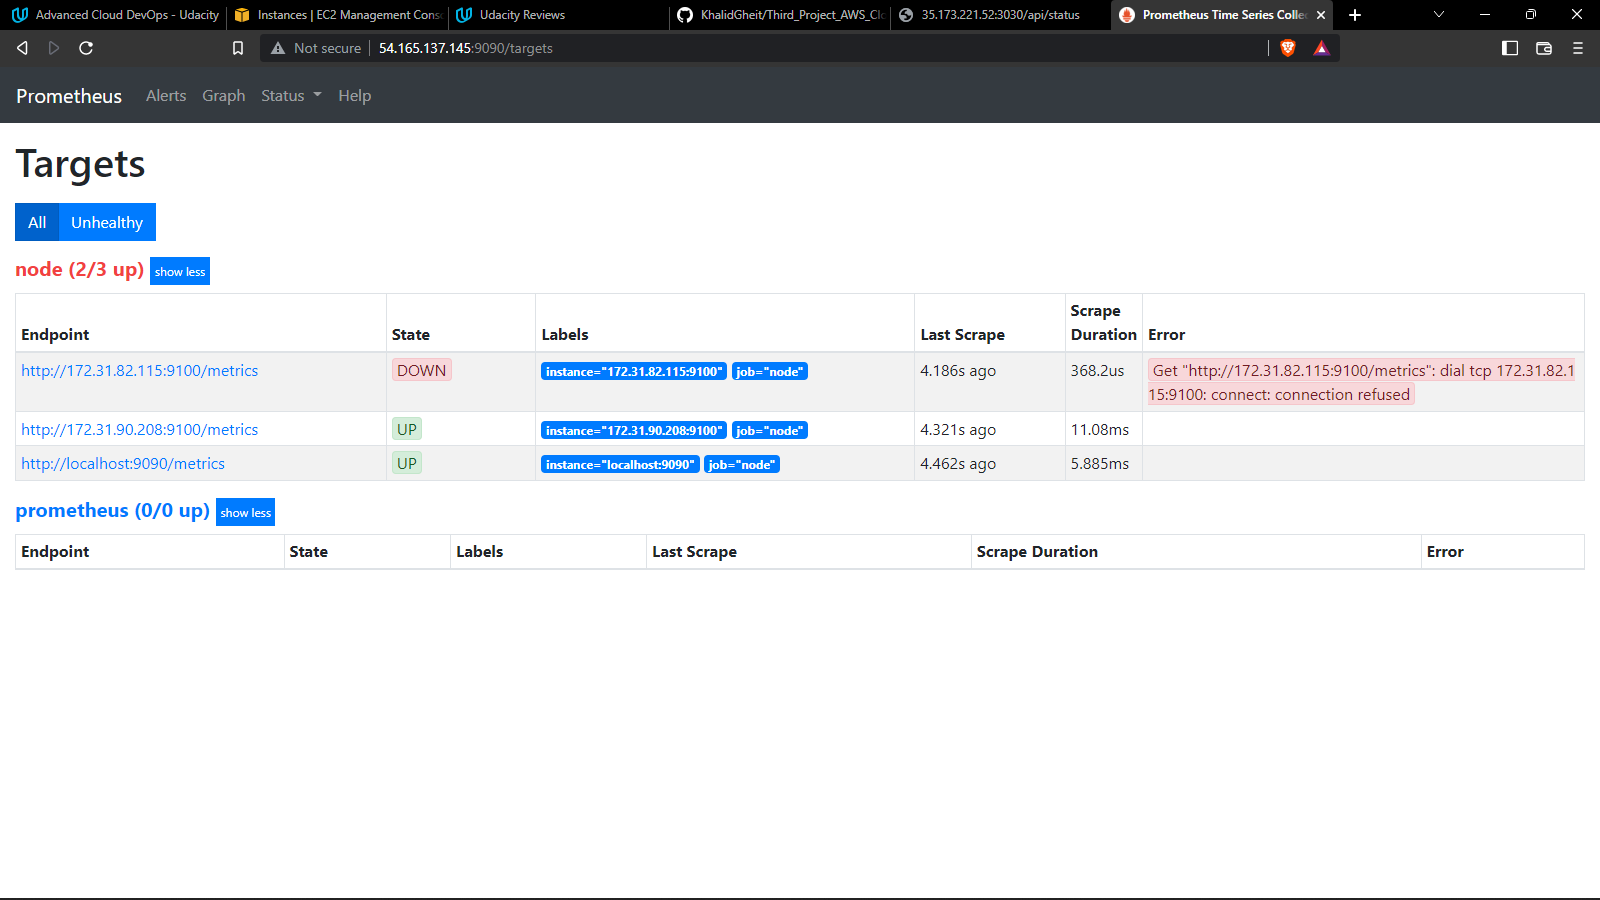 Advanced Cloud DevOps - Udacity
Instances | EC2 Management Cons
Udacity Reviews
KhalidGheit/Third_Project_AWS_Cl
35.173.221.52:3030/api/status
Prometheus Time Series Collec
Not secure 54.165.137.145:9090/targets
Prometheus Alerts Graph Status Help
Targets
All Unhealthy
node (2/3 up) show less
Endpoint State Labels Last Scrape Scrape Duration Error
http://172.31.82.115:9100/metrics DOWN instance="172.31.82.115:9100" job="node" 4.186s ago 368.2us Get "http://172.31.82.115:9100/metrics": dial tcp 172.31.82.1
15:9100: connect: connection refused
http://172.31.90.208:9100/metrics UP instance="172.31.90.208:9100" job="node" 4.321s ago 11.08ms
http://localhost:9090/metrics UP instance="localhost:9090" job="node" 4.462s ago 5.885ms
prometheus (0/0 up) show less
Endpoint State Labels Last Scrape Scrape Duration Error